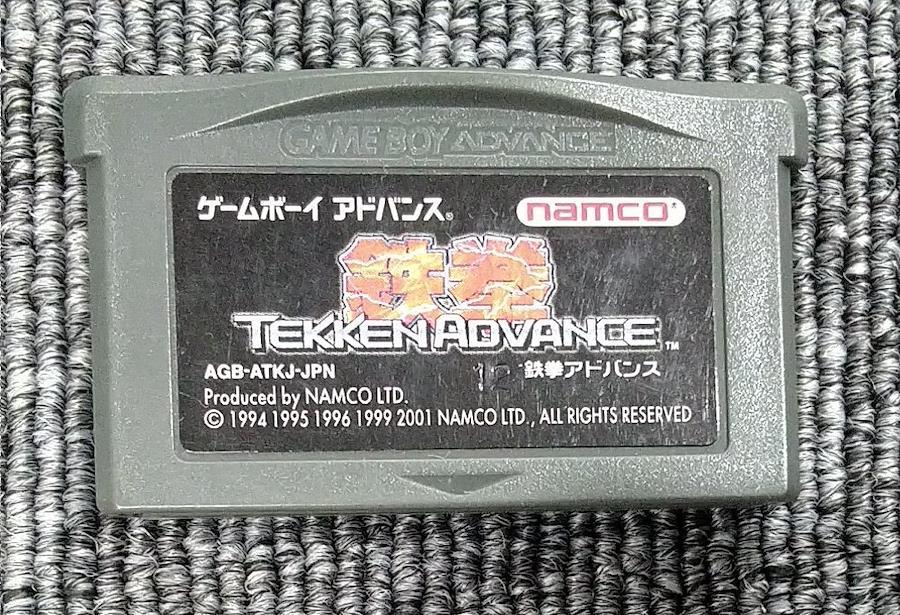 GAME BOY ADVANCE
ゲームボーイ アドバンス® namco
鉄拳
TEKKEN ADVANCE™
AGB-ATKJ-JPN 12 鉄拳アドバンス
Produced by NAMCO LTD.
© 1994 1995 1996 1999 2001 NAMCO LTD., ALL RIGHTS RESERVED